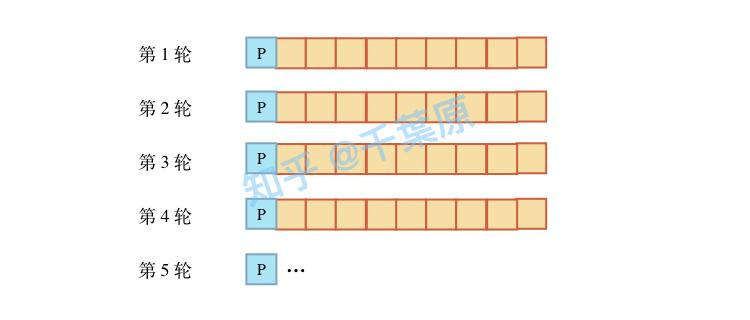 第 1 轮 P
第 2 轮 P
第 3 轮 P
第 4 轮 P
第 5 轮 P …
知乎 @千葉原